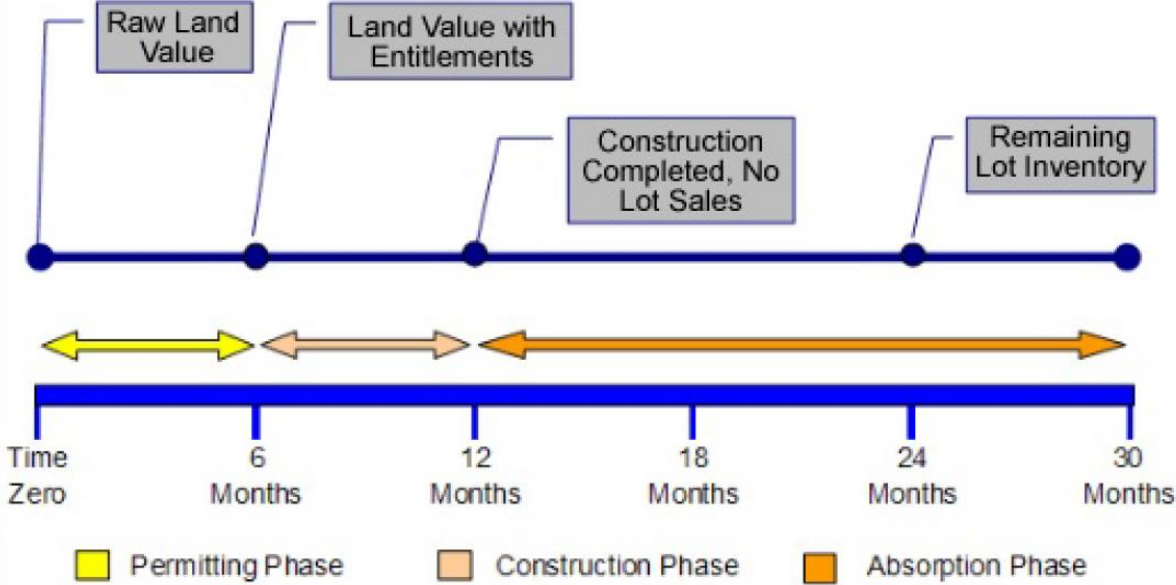 Raw Land
Value
Land Value with
Entitlements
Construction
Completed, No
Lot Sales
Remaining
Lot Inventory
Time
Zero
6
Months
12
Months
18
Months
24
Months
30
Months
Permitting Phase
Construction Phase
Absorption Phase